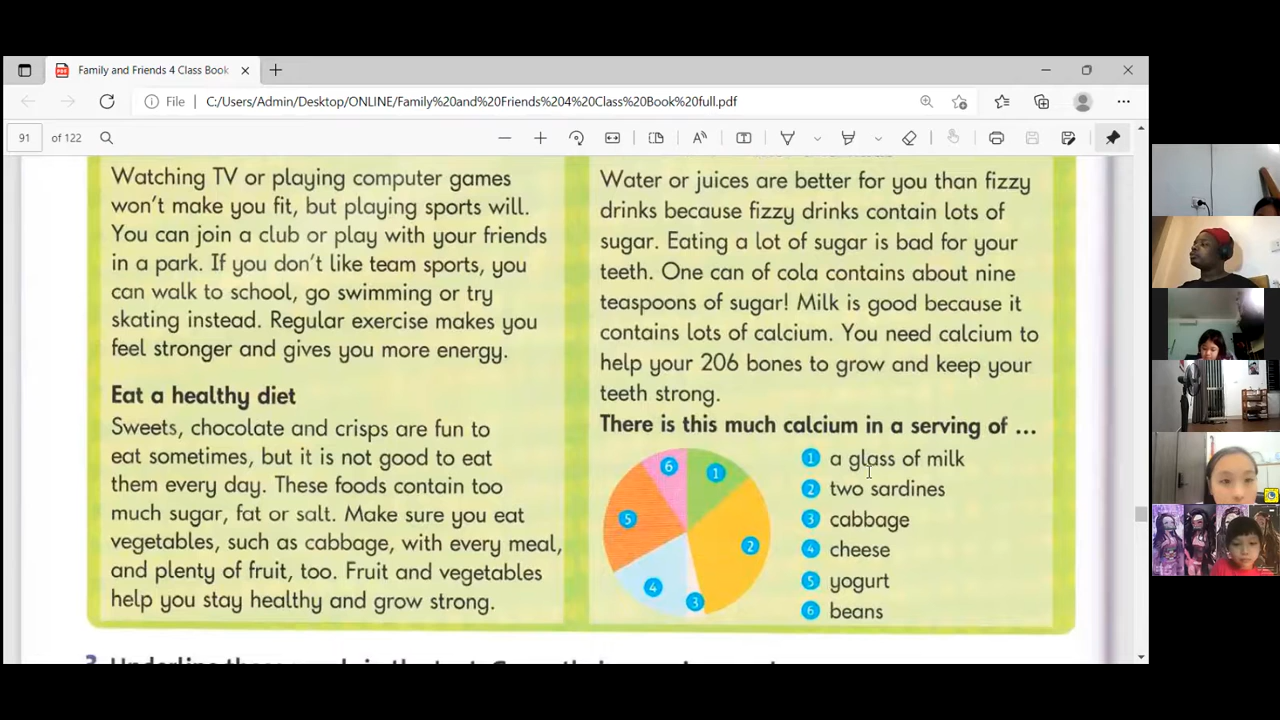 Family and Friends 4 Class Book
File C:/Users/Admin/Desktop/ONLINE/Family%20and%20Friends%204%20Class%20Book%20full.pdf
91 of 122
Watching TV or playing computer games
won't make you fit, but playing sports will.
You can join a club or play with your friends
in a park. If you don't like team sports, you
can walk to school, go swimming or try
skating instead. Regular exercise makes you
feel stronger and gives you more energy.
Eat a healthy diet
Sweets, chocolate and crisps are fun to
eat sometimes, but it is not good to eat
them every day. These foods contain too
much sugar, fat or salt. Make sure you eat
vegetables, such as cabbage, with every meal,
and plenty of fruit, too. Fruit and vegetables
help you stay healthy and grow strong.
Water or juices are better for you than fizzy
drinks because fizzy drinks contain lots of
sugar. Eating a lot of sugar is bad for your
teeth. One can of cola contains about nine
teaspoons of sugar! Milk is good because it
contains lots of calcium. You need calcium to
help your 206 bones to grow and keep your
teeth strong.
There is this much calcium in a serving of ...
6 1
5 2
4 3
1 a glass of milk
2 two sardines
3 cabbage
4 cheese
5 yogurt
6 beans